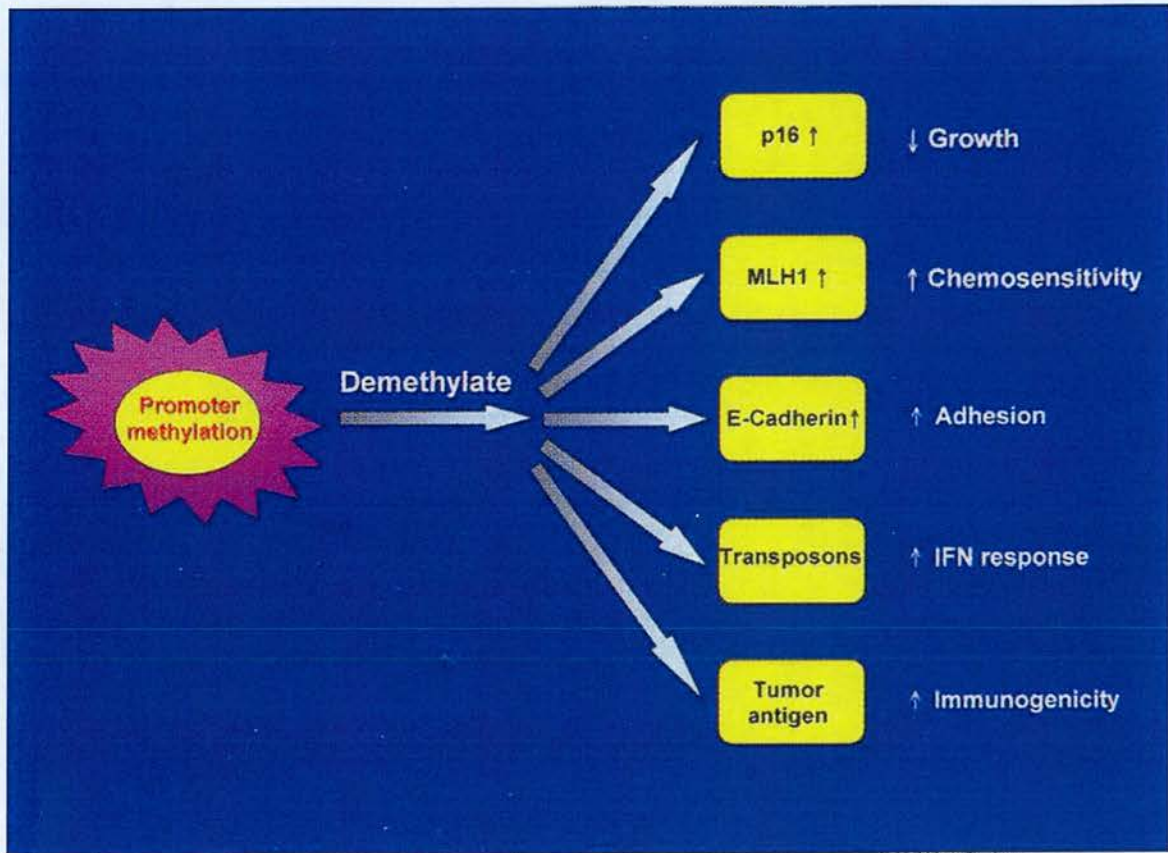 p16 ↑
↓ Growth
MLH1 ↑
↑ Chemosensitivity
Demethylate
Promoter
methylation
E-Cadherin↑
↑ Adhesion
Transposons
↑ IFN response
Tumor
antigen
↑ Immunogenicity